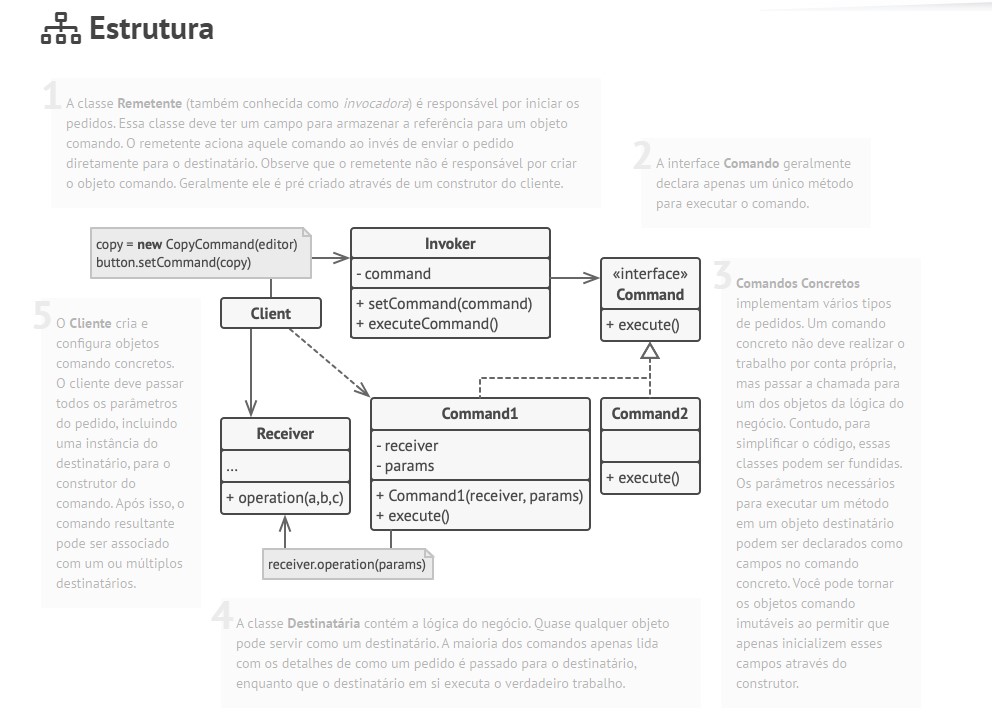 Estrutura
1
A classe Remetente (também conhecida como invocadora) é responsável por iniciar os
pedidos. Essa classe deve ter um campo para armazenar a referência para um objeto
comando. O remetente aciona aquele comando ao invés de enviar o pedido
diretamente para o destinatário. Observe que o remetente não é responsável por criar
o objeto comando. Geralmente ele é pré criado através de um construtor do cliente.
2
A interface Comando geralmente
declara apenas um único método
para executar o comando.
copy = new CopyCommand(editor)
button.setCommand(copy)
Invoker
- command
+ setCommand(command)
+ executeCommand()
«interface»
Command
+ execute()
Client
Receiver
...
+ operation(a,b,c)
Command1
- receiver
- params
+ Command1(receiver, params)
+ execute()
Command2
+ execute()
receiver.operation(params)
3
Comandos Concretos
implementam vários tipos
de pedidos. Um comando
concreto não deve realizar o
trabalho por conta própria,
mas passar a chamada para
um dos objetos da lógica do
negócio. Contudo, para
simplificar o código, essas
classes podem ser fundidas.
Os parâmetros necessários
para executar um método
em um objeto destinatário
podem ser declarados como
campos no comando
concreto. Você pode tornar
os objetos comando
imutáveis ao permitir que
apenas inicializem esses
campos através do
construtor.
4
A classe Destinatária contém a lógica do negócio. Quase qualquer objeto
pode servir como um destinatário. A maioria dos comandos apenas lida
com os detalhes de como um pedido é passado para o destinatário,
enquanto que o destinatário em si executa o verdadeiro trabalho.
5
O Cliente cria e
configura objetos
comando concretos.
O cliente deve passar
todos os parâmetros
do pedido, incluindo
uma instância do
destinatário, para o
construtor do
comando. Após isso, o
comando resultante
pode ser associado
com um ou múltiplos
destinatários.